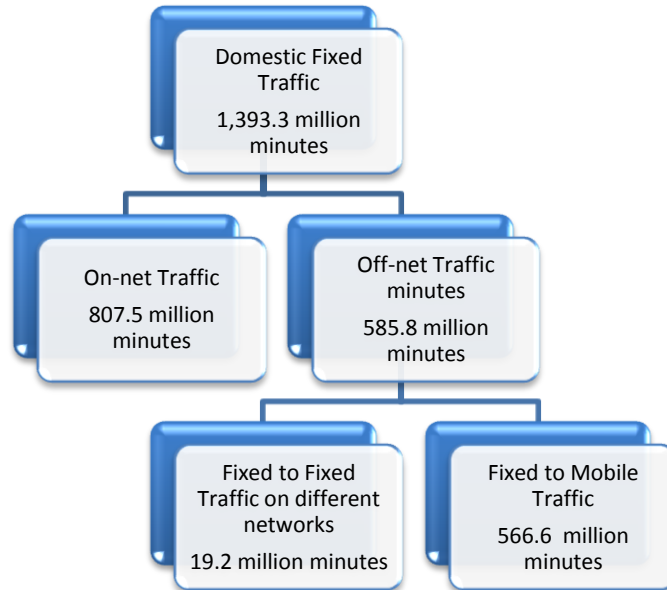 Domestic Fixed
Traffic
1,393.3 million
minutes
On-net Traffic
807.5 million
minutes
Off-net Traffic
minutes
585.8 million
minutes
Fixed to Fixed
Traffic on different
networks
19.2 million minutes
Fixed to Mobile
Traffic
566.6 million
minutes